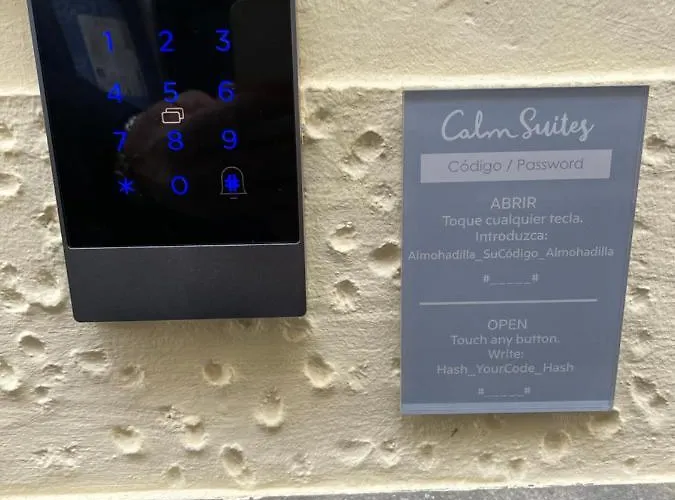 1 2 3
4 5 6
7 8 9
* 0 #
Calm Suites
Código / Password
ABRIR
Toque cualquier tecla.
Introduzca:
Almohadilla_SuCódigo_Almohadilla
#_____#
OPEN
Touch any button.
Write:
Hash_YourCode_Hash
#_____#